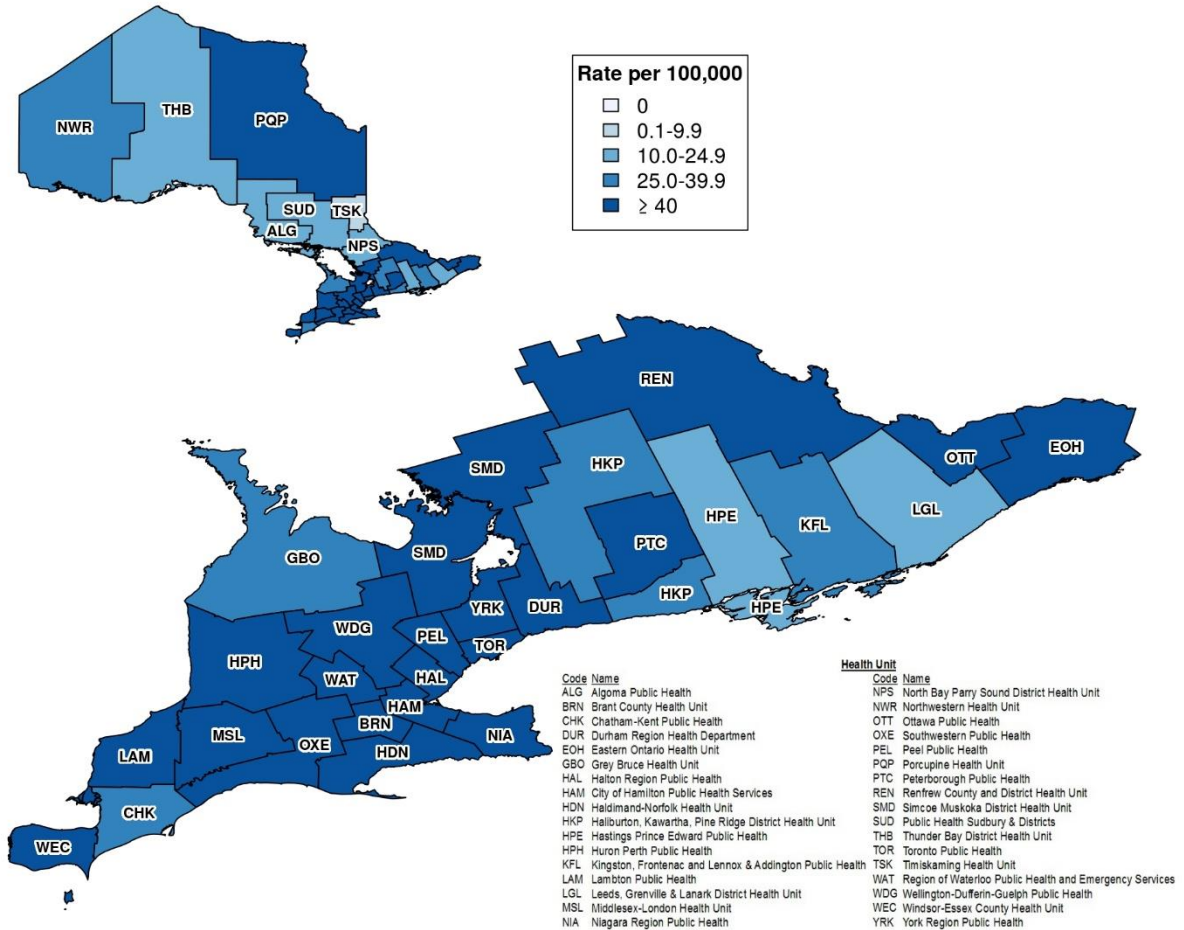 Rate per 100,000
0
0.1-9.9
10.0-24.9
25.0-39.9
≥ 40
THB
NWR
PQP
SUD
TSK
ALG
NPS
REN
OTT
EOH
SMD
HKP
LGL
HPE
KFL
PTC
GBO
SMD
HKP
HPE
YRK
DUR
WDG
PEL
TOR
HPH
WAT
HAL
HAM
BRN
MSL
OXE
NIA
LAM
HDN
CHK
WEC
Health Unit
Code Name
ALG Algoma Public Health
BRN Brant County Health Unit
CHK Chatham-Kent Public Health
DUR Durham Region Health Department
EOH Eastern Ontario Health Unit
GBO Grey Bruce Health Unit
HAL Halton Region Public Health
HAM City of Hamilton Public Health Services
HDN Haldimand-Norfolk Health Unit
HKP Haliburton, Kawartha, Pine Ridge District Health Unit
HPE Hastings Prince Edward Public Health
HPH Huron Perth Public Health
KFL Kingston, Frontenac and Lennox & Addington Public Health
LAM Lambton Public Health
LGL Leeds, Grenville & Lanark District Health Unit
MSL Middlesex-London Health Unit
NIA Niagara Region Public Health
Code Name
NPS North Bay Parry Sound District Health Unit
NWR Northwestern Health Unit
OTT Ottawa Public Health
OXE Southwestern Public Health
PEL Peel Public Health
PQP Porcupine Health Unit
PTC Peterborough Public Health
REN Renfrew County and District Health Unit
SMD Simcoe Muskoka District Health Unit
SUD Public Health Sudbury & Districts
THB Thunder Bay District Health Unit
TOR Toronto Public Health
TSK Timiskaming Health Unit
WAT Region of Waterloo Public Health and Emergency Services
WDG Wellington-Dufferin-Guelph Public Health
WEC Windsor-Essex County Health Unit
YRK York Region Public Health